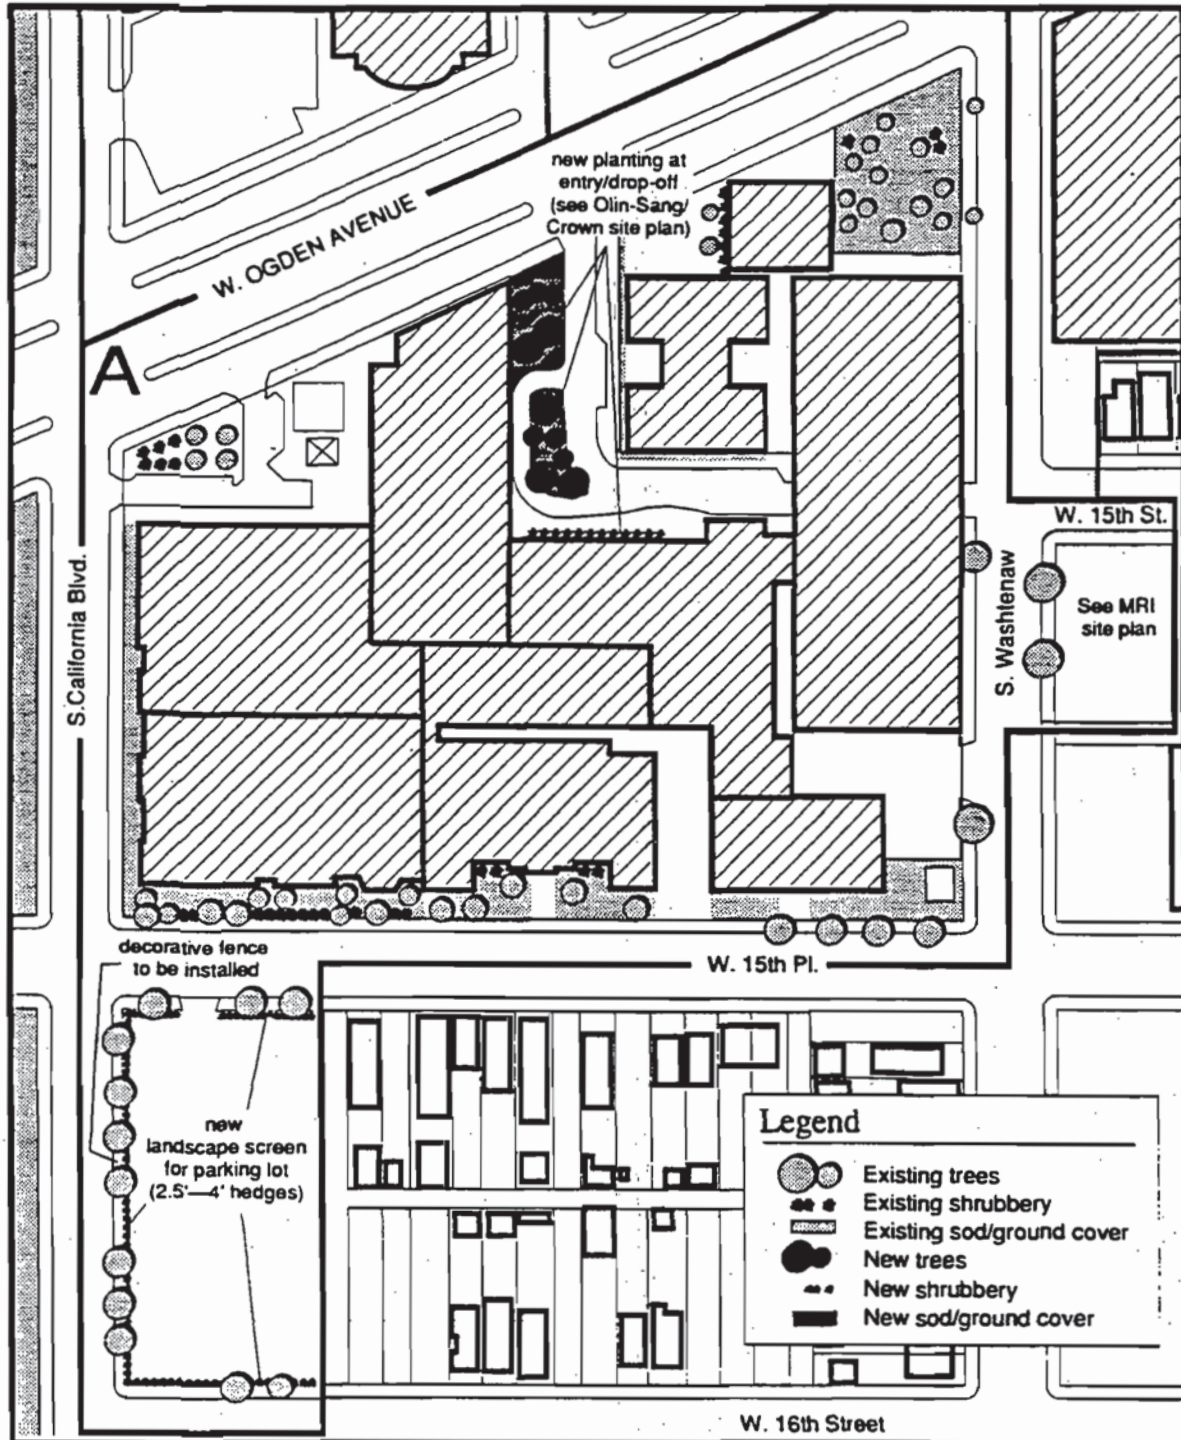 new planting at
entry/drop-off
(see Olin-Sang/
Crown site plan)
W. OGDEN AVENUE
A
W. 15th St.
S. California Blvd.
S. Washtenaw
See MRI
site plan
decorative fence
to be installed
W. 15th Pl.
new
landscape screen
for parking lot
(2.5'—4' hedges)
Legend
Existing trees
Existing shrubbery
Existing sod/ground cover
New trees
New shrubbery
New sod/ground cover
W. 16th Street